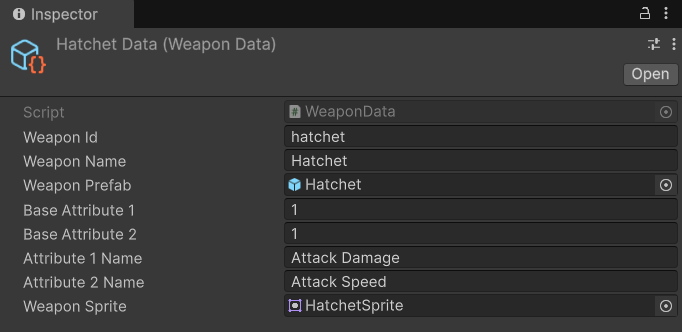 Inspector
Hatchet Data (Weapon Data)
Open
Script WeaponData
Weapon Id hatchet
Weapon Name Hatchet
Weapon Prefab Hatchet
Base Attribute 1 1
Base Attribute 2 1
Attribute 1 Name Attack Damage
Attribute 2 Name Attack Speed
Weapon Sprite HatchetSprite